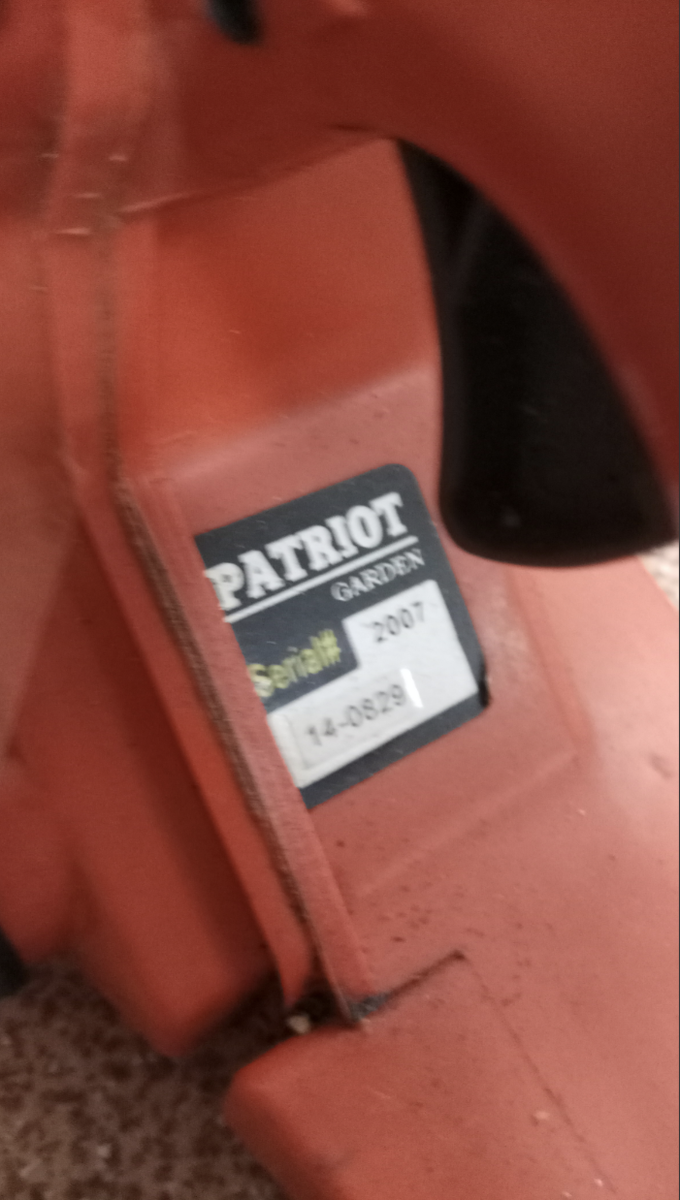 PATRIOT
GARDEN
Serial# 2007
14-0829